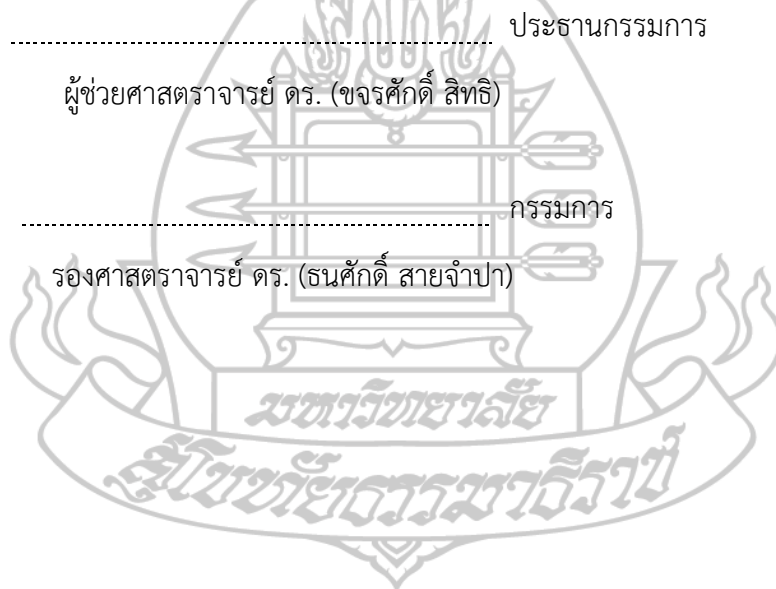 ................................................................ ประธานกรรมการ
ผู้ช่วยศาสตราจารย์ ดร. (ขจรศักดิ์ สิทธิ)
................................................................ กรรมการ
รองศาสตราจารย์ ดร. (ธนศักดิ์ สายจำปา)
มหาวิทยาลัย
สุโขทัยธรรมาธิราช